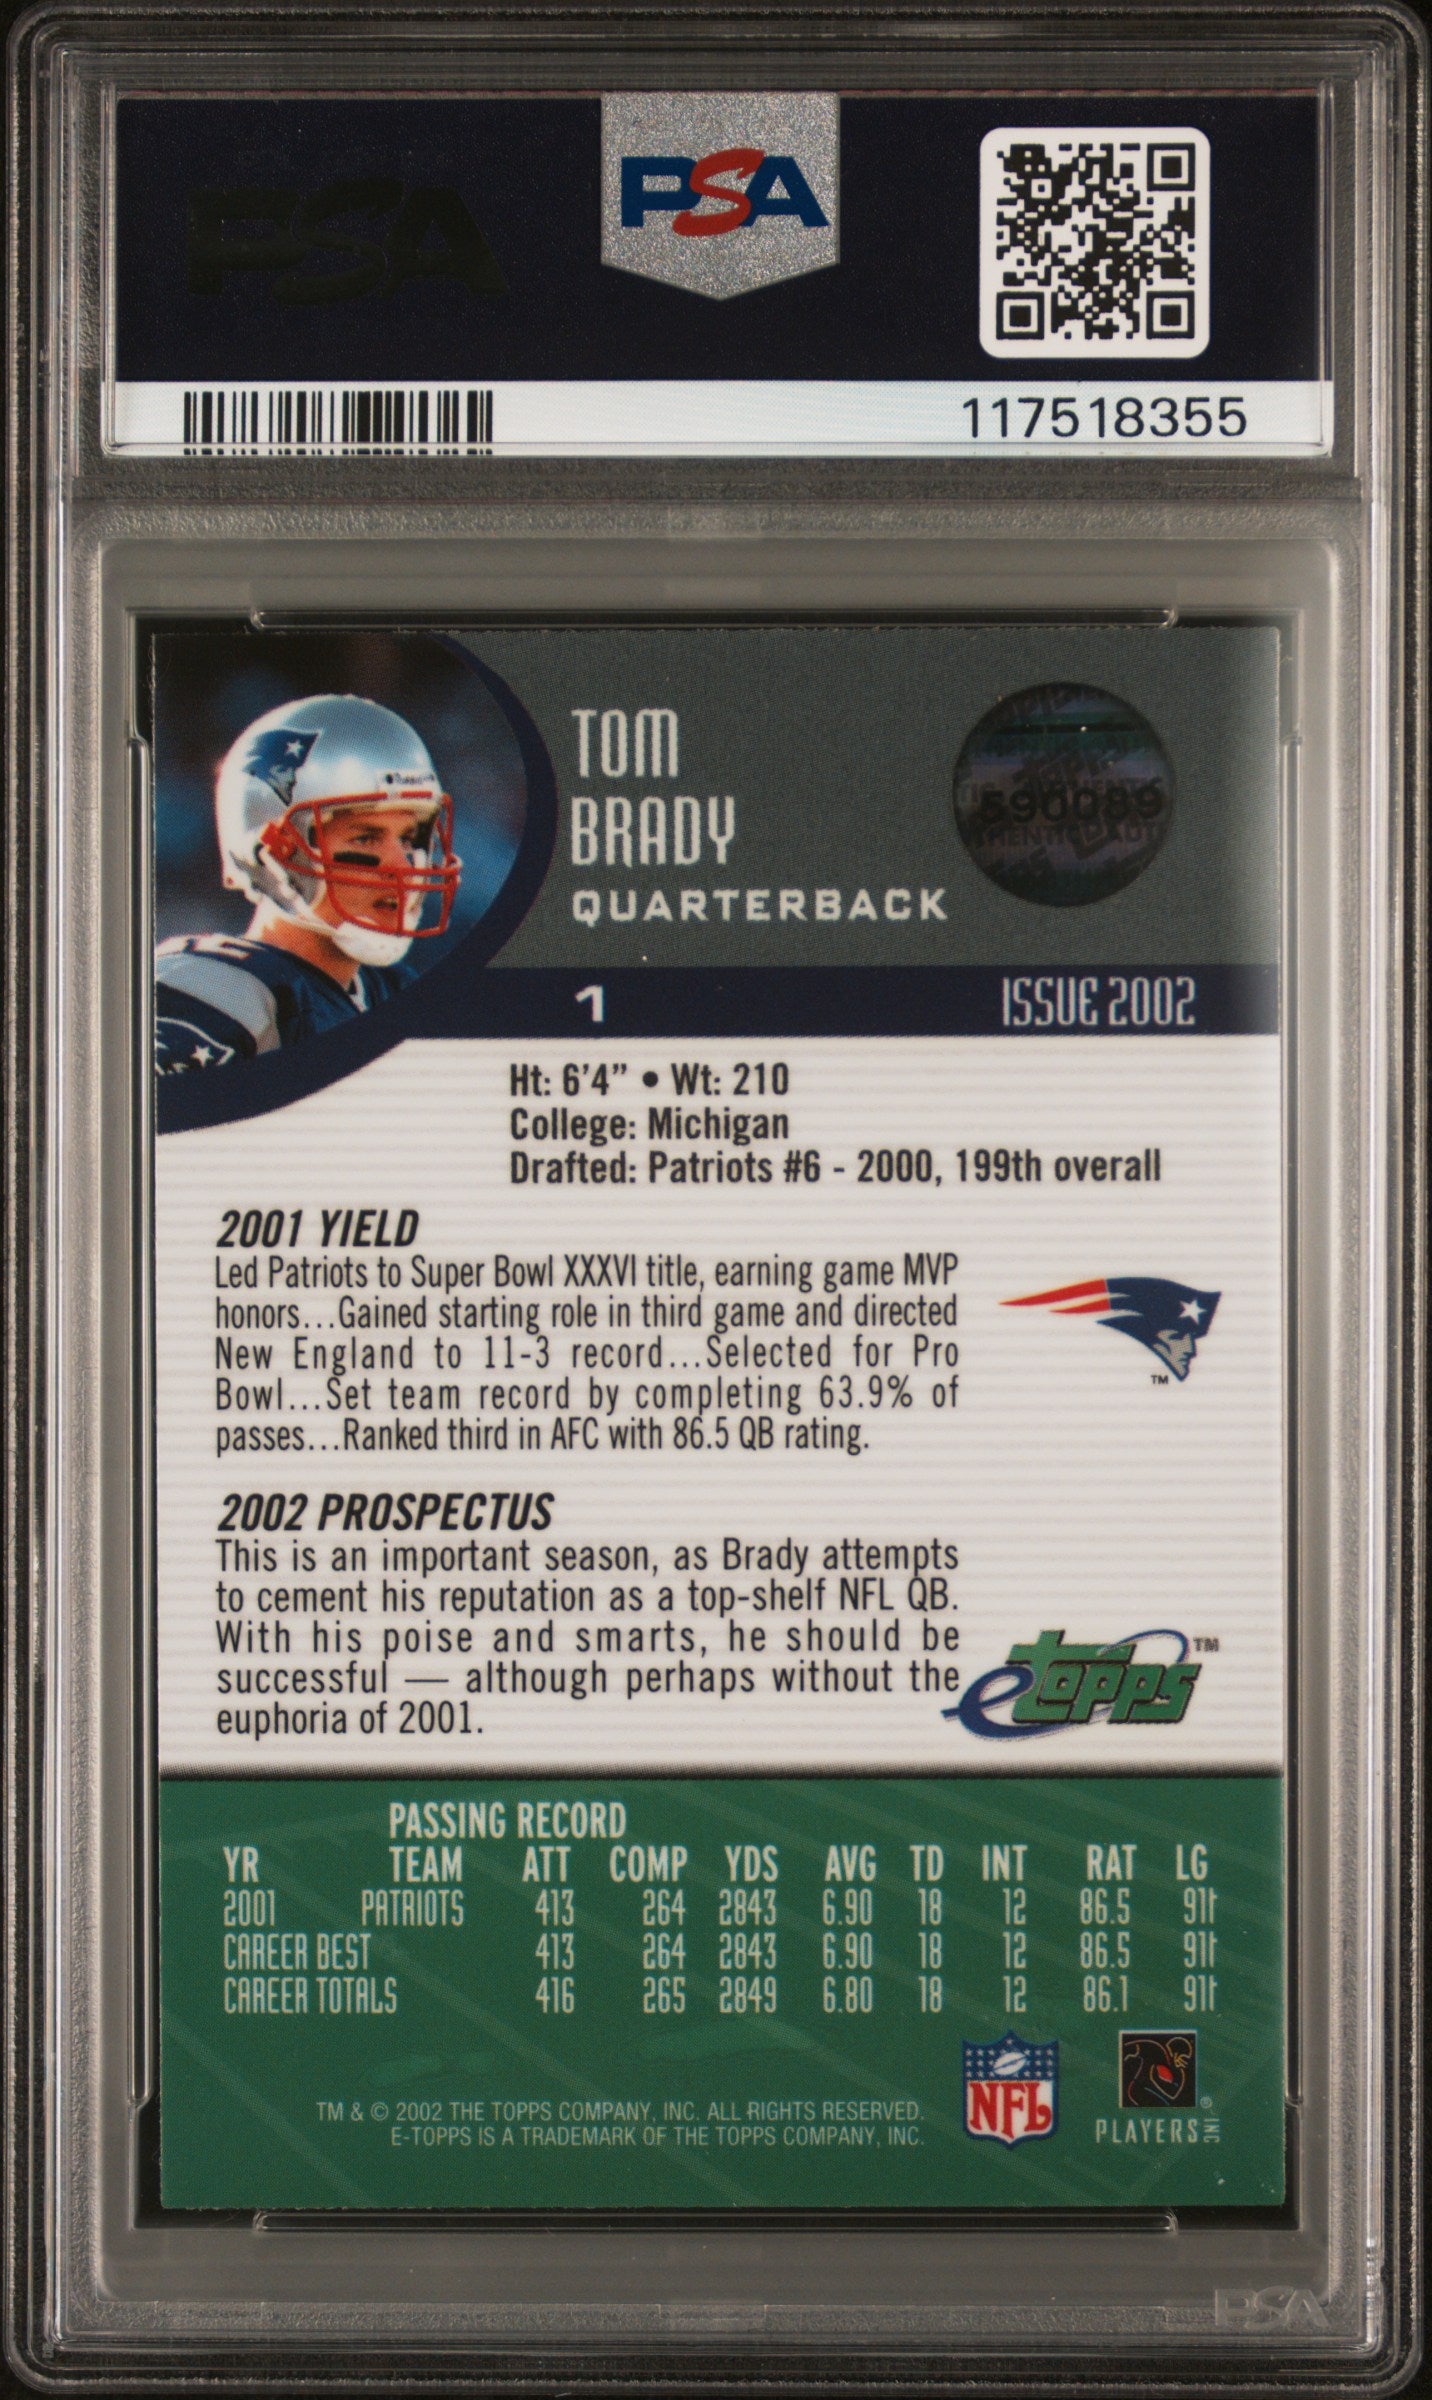 PSA
PSA
117518355
TOM
BRADY
QUARTERBACK
590089
1
ISSUE 2002
Ht: 6'4" • Wt: 210
College: Michigan
Drafted: Patriots #6 - 2000, 199th overall
2001 YIELD
Led Patriots to Super Bowl XXXVI title, earning game MVP
honors...Gained starting role in third game and directed
New England to 11-3 record...Selected for Pro
Bowl...Set team record by completing 63.9% of
passes...Ranked third in AFC with 86.5 QB rating.
TM
2002 PROSPECTUS
This is an important season, as Brady attempts
to cement his reputation as a top-shelf NFL QB.
With his poise and smarts, he should be
successful — although perhaps without the
euphoria of 2001.
etopps TM
PASSING RECORD
YR TEAM ATT COMP YDS AVG TD INT RAT LG
2001 PATRIOTS 413 264 2843 6.90 18 12 86.5 91t
CAREER BEST 413 264 2843 6.90 18 12 86.5 91t
CAREER TOTALS 416 265 2849 6.80 18 12 86.1 91t
TM & © 2002 THE TOPPS COMPANY, INC. ALL RIGHTS RESERVED.
E-TOPPS IS A TRADEMARK OF THE TOPPS COMPANY, INC.
NFL
PLAYERS INC ®
PSA